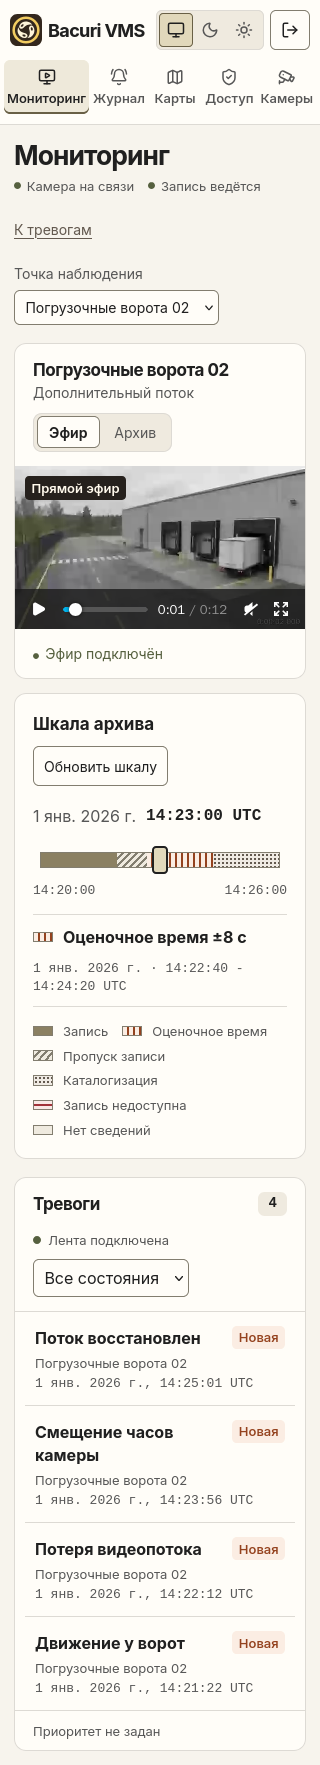 Bacuri VMS
Мониторинг Журнал Карты Доступ Камеры
Мониторинг
Камера на связи Запись ведётся
К тревогам
Точка наблюдения
Погрузочные ворота 02
Погрузочные ворота 02
Дополнительный поток
Эфир Архив
Прямой эфир
0:01 / 0:12
Эфир подключён
Шкала архива
Обновить шкалу
1 янв. 2026 г. 14:23:00 UTC
14:20:00 14:26:00
Оценочное время ±8 с
1 янв. 2026 г. · 14:22:40 -
14:24:20 UTC
Запись Оценочное время
Пропуск записи
Каталогизация
Запись недоступна
Нет сведений
Тревоги 4
Лента подключена
Все состояния
Поток восстановлен Новая
Погрузочные ворота 02
1 янв. 2026 г., 14:25:01 UTC
Смещение часов Новая
камеры
Погрузочные ворота 02
1 янв. 2026 г., 14:23:56 UTC
Потеря видеопотока Новая
Погрузочные ворота 02
1 янв. 2026 г., 14:22:12 UTC
Движение у ворот Новая
Погрузочные ворота 02
1 янв. 2026 г., 14:21:22 UTC
Приоритет не задан